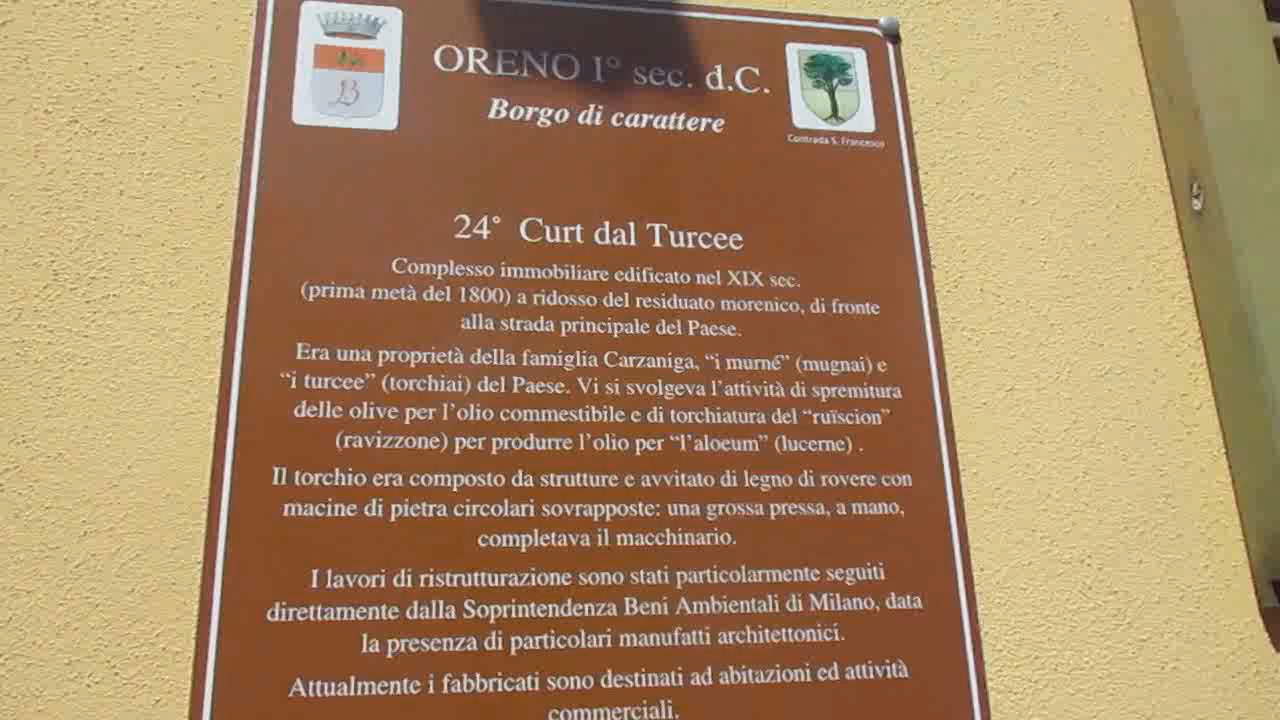 ORENO 1° sec. d.C.
Borgo di carattere
Contrada S. Francesco
B
24° Curt dal Turcee
Complesso immobiliare edificato nel XIX sec.
(prima metà del 1800) a ridosso del residuato morenico, di fronte
alla strada principale del Paese.
Era una proprietà della famiglia Carzaniga, “i murné” (mugnai) e
“i turcee” (torchiai) del Paese. Vi si svolgeva l’attività di spremitura
delle olive per l’olio commestibile e di torchiatura del “ruïscion”
(ravizzone) per produrre l’olio per “l’aloeum” (lucerne) .
Il torchio era composto da strutture e avvitato di legno di rovere con
macine di pietra circolari sovrapposte: una grossa pressa, a mano,
completava il macchinario.
I lavori di ristrutturazione sono stati particolarmente seguiti
direttamente dalla Soprintendenza Beni Ambientali di Milano, data
la presenza di particolari manufatti architettonici.
Attualmente i fabbricati sono destinati ad abitazioni ed attività
commerciali.